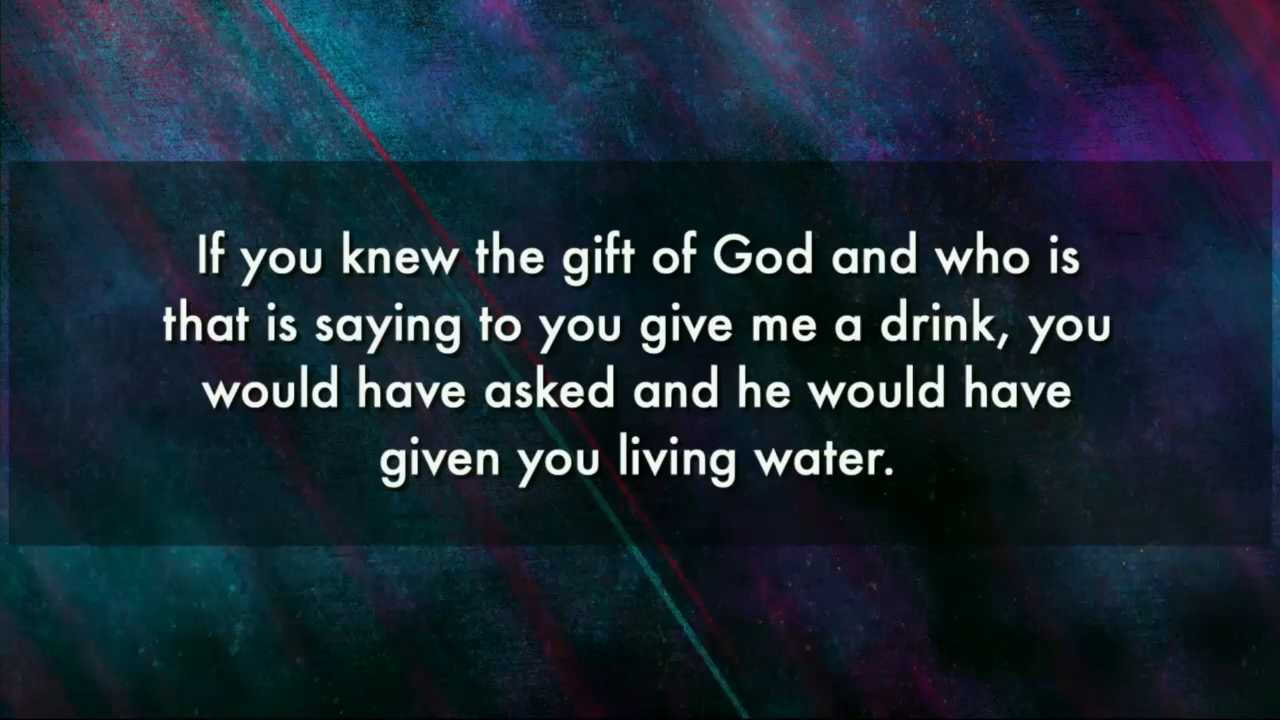 If you knew the gift of God and who is
that is saying to you give me a drink, you
would have asked and he would have
given you living water.